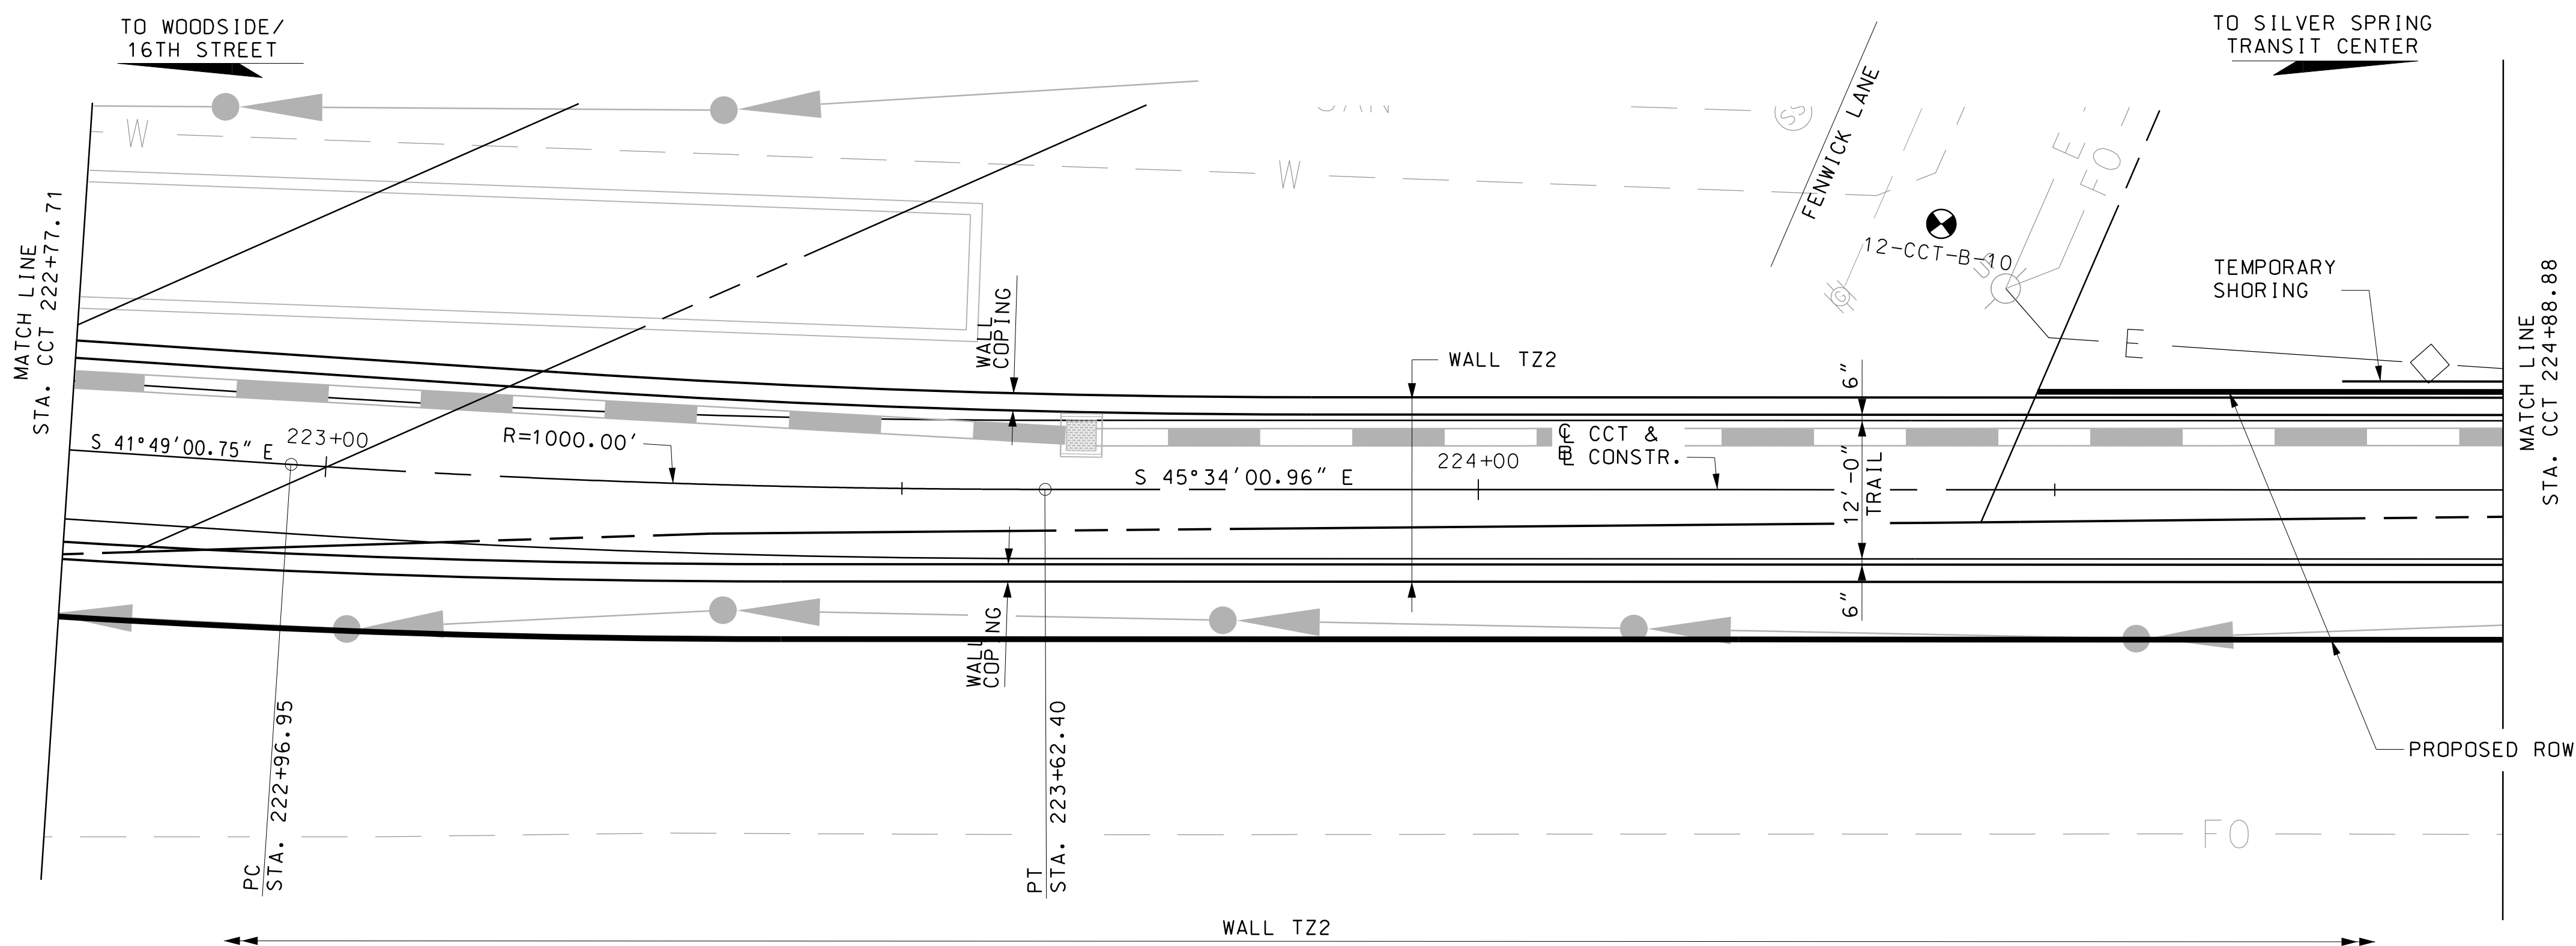 TO WOODSIDE/
16TH STREET
TO SILVER SPRING
TRANSIT CENTER
MATCH LINE
STA. CCT 222+77.71
W
W
SS
FENWICK LANE
E
FO
12-CCT-B-10
G
TEMPORARY
SHORING
E
MATCH LINE
STA. CCT 224+88.88
WALL
COPING
WALL TZ2
6"
S 41°49'00.75" E
223+00
R=1000.00'
S 45°34'00.96" E
224+00
℄ CCT &
BL CONSTR.
12'-0"
TRAIL
6"
WALL
COPING
PROPOSED ROW
PC
STA. 222+96.95
PT
STA. 223+62.40
FO
WALL TZ2